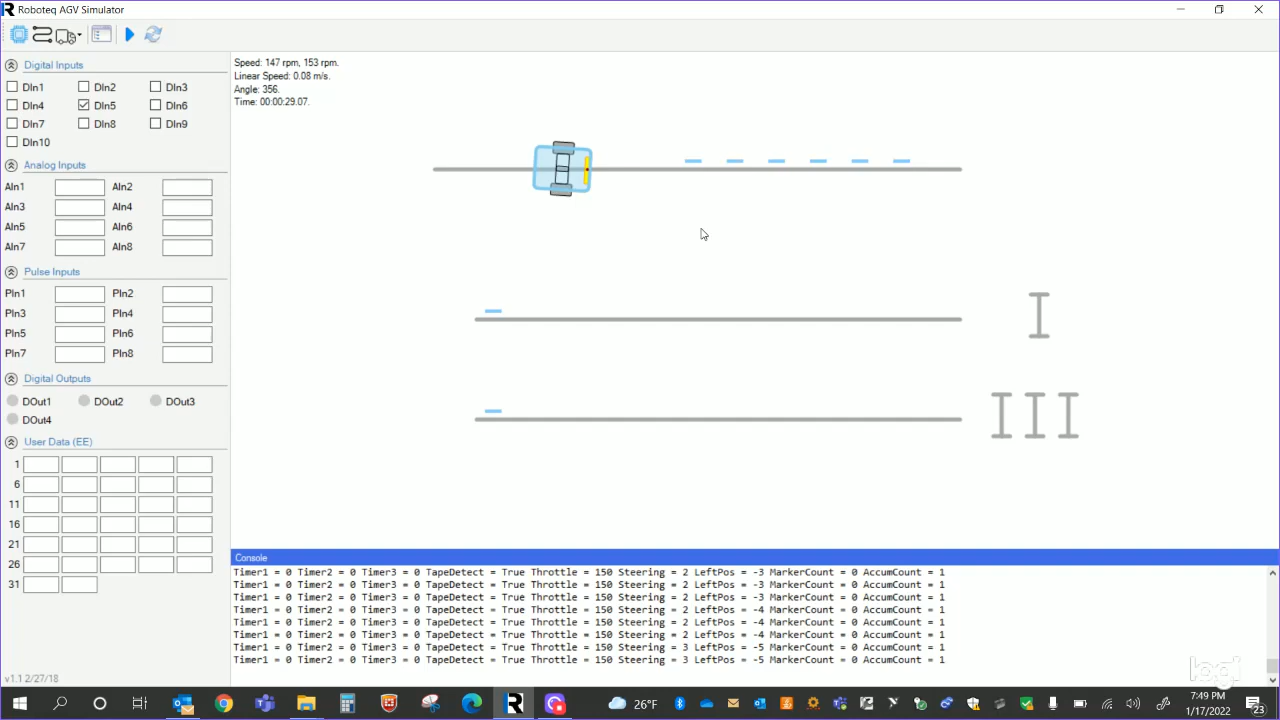 Roboteq AGV Simulator
Digital Inputs
DIn1 DIn2 DIn3
DIn4 DIn5 DIn6
DIn7 DIn8 DIn9
DIn10
Analog Inputs
AIn1 AIn2
AIn3 AIn4
AIn5 AIn6
AIn7 AIn8
Pulse Inputs
PIn1 PIn2
PIn3 PIn4
PIn5 PIn6
PIn7 PIn8
Digital Outputs
DOut1 DOut2 DOut3
DOut4
User Data (EE)
1
6
11
16
21
26
31
v1.1 2/27/18
Speed: 147 rpm, 153 rpm.
Linear Speed: 0.08 m/s.
Angle: 356.
Time: 00:00:29.07.
Console
Timer1 = 0 Timer2 = 0 Timer3 = 0 TapeDetect = True Throttle = 150 Steering = 2 LeftPos = -3 MarkerCount = 0 AccumCount = 1
Timer1 = 0 Timer2 = 0 Timer3 = 0 TapeDetect = True Throttle = 150 Steering = 2 LeftPos = -3 MarkerCount = 0 AccumCount = 1
Timer1 = 0 Timer2 = 0 Timer3 = 0 TapeDetect = True Throttle = 150 Steering = 2 LeftPos = -3 MarkerCount = 0 AccumCount = 1
Timer1 = 0 Timer2 = 0 Timer3 = 0 TapeDetect = True Throttle = 150 Steering = 2 LeftPos = -4 MarkerCount = 0 AccumCount = 1
Timer1 = 0 Timer2 = 0 Timer3 = 0 TapeDetect = True Throttle = 150 Steering = 2 LeftPos = -4 MarkerCount = 0 AccumCount = 1
Timer1 = 0 Timer2 = 0 Timer3 = 0 TapeDetect = True Throttle = 150 Steering = 2 LeftPos = -4 MarkerCount = 0 AccumCount = 1
Timer1 = 0 Timer2 = 0 Timer3 = 0 TapeDetect = True Throttle = 150 Steering = 3 LeftPos = -5 MarkerCount = 0 AccumCount = 1
Timer1 = 0 Timer2 = 0 Timer3 = 0 TapeDetect = True Throttle = 150 Steering = 3 LeftPos = -5 MarkerCount = 0 AccumCount = 1
logi
26°F
7:49 PM
1/17/2022
23